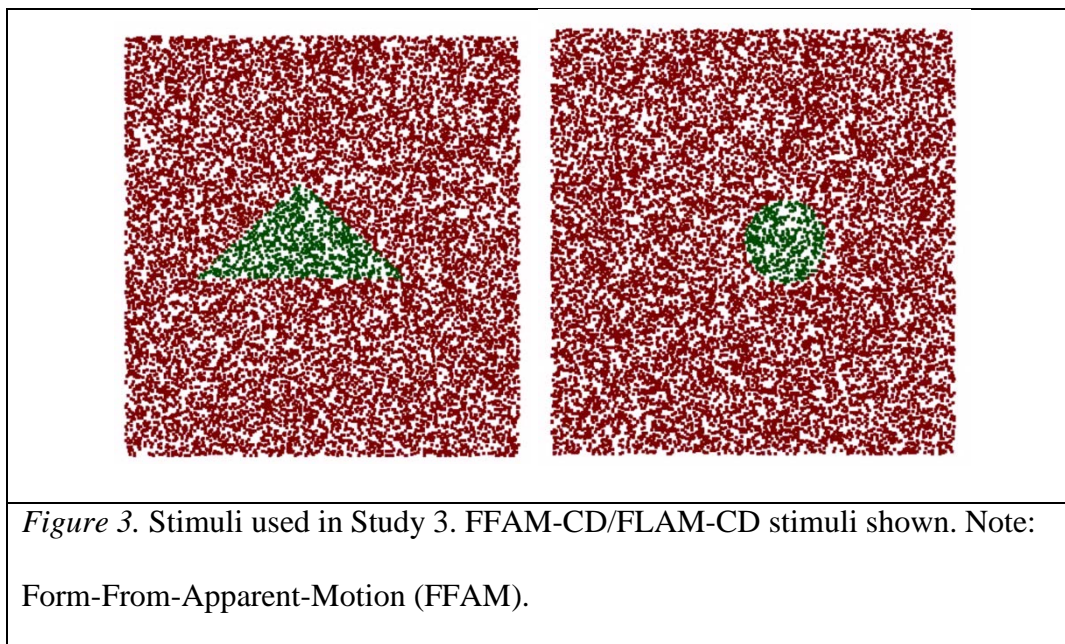 Figure 3. Stimuli used in Study 3. FFAM-CD/FLAM-CD stimuli shown. Note:
Form-From-Apparent-Motion (FFAM).